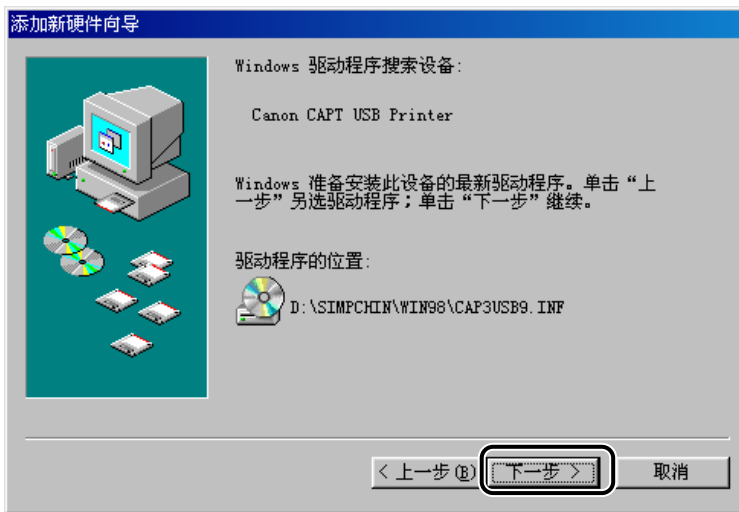 添加新硬件向导
Windows 驱动程序搜索设备:
Canon CAPT USB Printer
Windows 准备安装此设备的最新驱动程序。单击“上
一步”另选驱动程序；单击“下一步”继续。
驱动程序的位置:
D:\SIMPCHIN\WIN98\CAP3USB9.INF
< 上一步(B) 下一步 > 取消